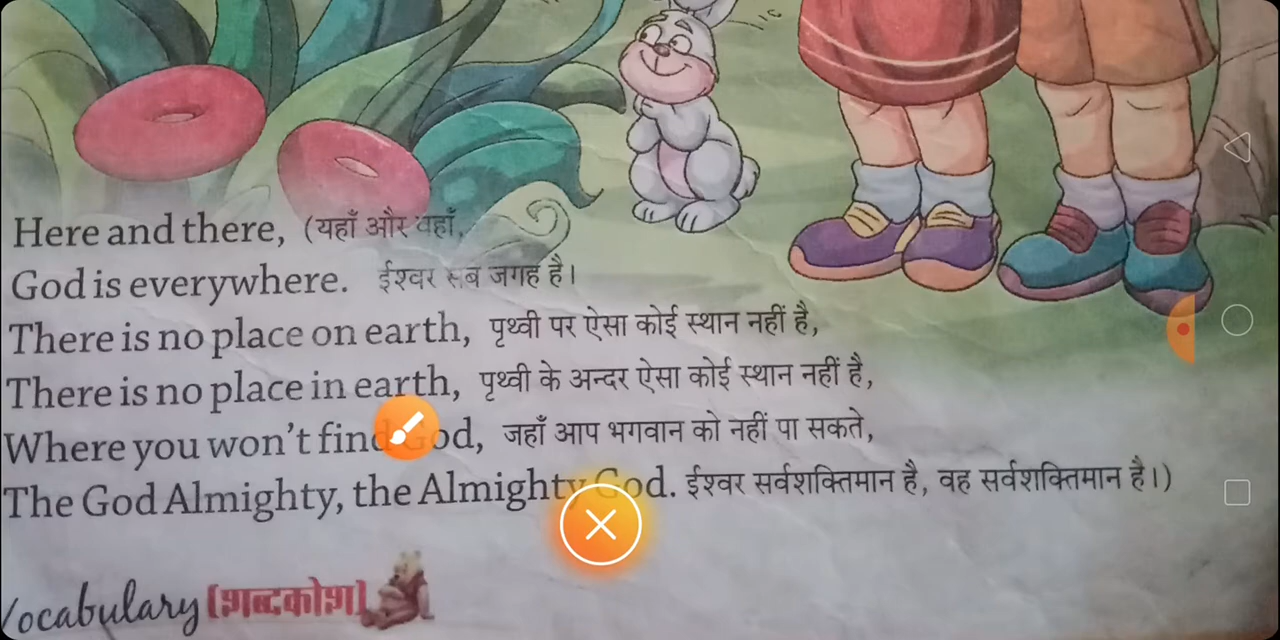 Here and there, (यहाँ और वहाँ,
God is everywhere. ईश्वर सब जगह है।
There is no place on earth, पृथ्वी पर ऐसा कोई स्थान नहीं है,
There is no place in earth, पृथ्वी के अन्दर ऐसा कोई स्थान नहीं है,
Where you won't find God, जहाँ आप भगवान को नहीं पा सकते,
The God Almighty, the Almighty God. ईश्वर सर्वशक्तिमान है, वह सर्वशक्तिमान है।)
Vocabulary [शब्दकोश]